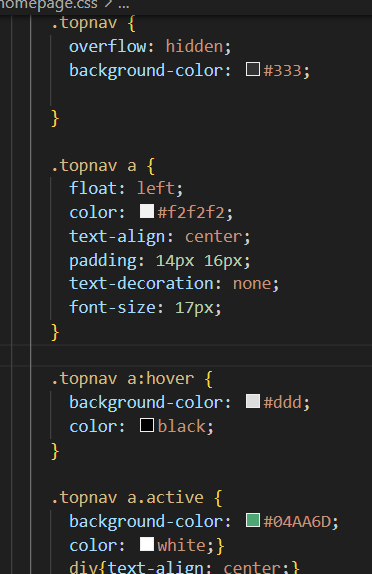 homepage.css > ...
.topnav {
overflow: hidden;
background-color: #333;
}
.topnav a {
float: left;
color: #f2f2f2;
text-align: center;
padding: 14px 16px;
text-decoration: none;
font-size: 17px;
}
.topnav a:hover {
background-color: #ddd;
color: black;
}
.topnav a.active {
background-color: #04AA6D;
color: white;}
div{text-align: center;}